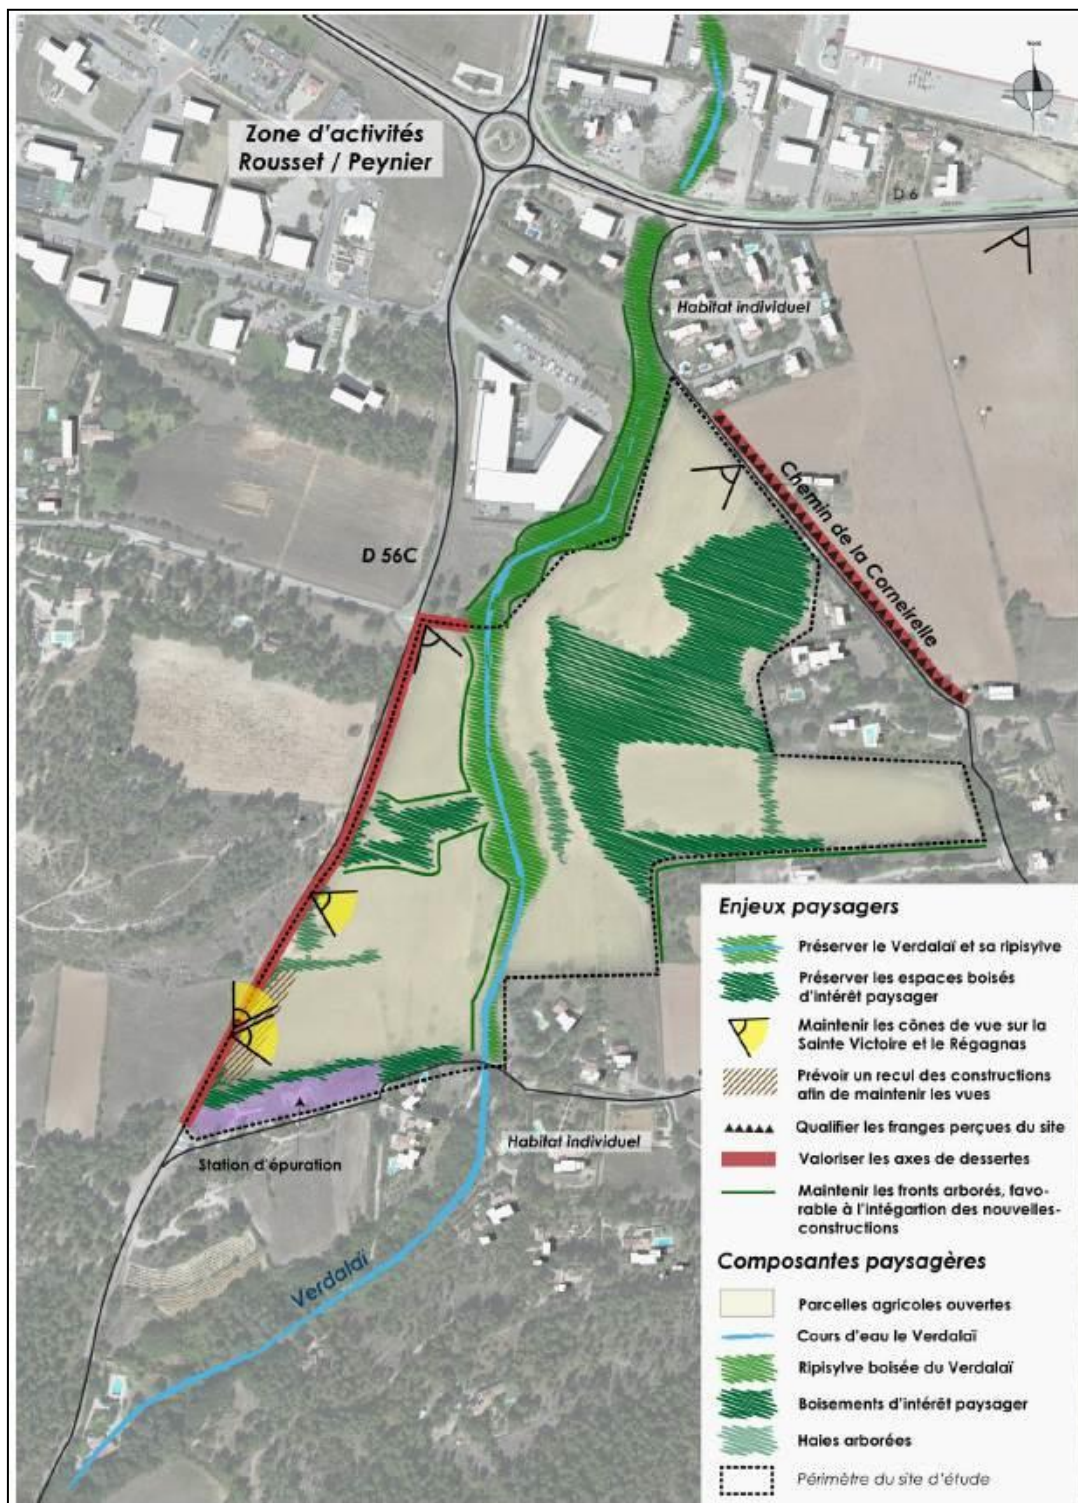 Nord
Zone d'activités
Rousset / Peynier
D 6
Habitat individuel
Chemin de la Corneirelle
D 56C
Enjeux paysagers
Préserver le Verdalaï et sa ripisylve
Préserver les espaces boisés
d'intérêt paysager
Maintenir les cônes de vue sur la
Sainte Victoire et le Régagnas
Prévoir un recul des constructions
afin de maintenir les vues
Qualifier les franges perçues du site
Habitat individuel
Station d'épuration
Valoriser les axes de dessertes
Maintenir les fronts arborés, favo-
rable à l'intégartion des nouvelles-
constructions
Verdalaï
Composantes paysagères
Parcelles agricoles ouvertes
Cours d'eau le Verdalaï
Ripisylve boisée du Verdalaï
Boisements d'intérêt paysager
Haies arborées
Périmètre du site d'étude